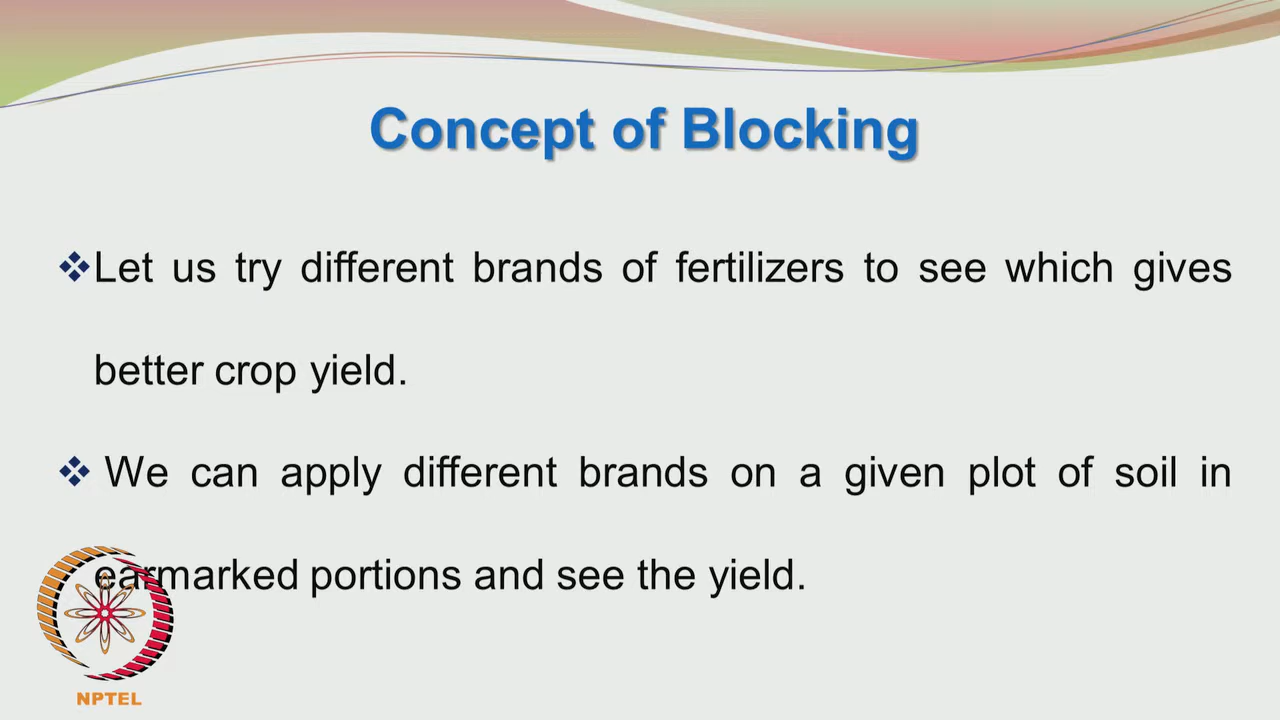 Concept of Blocking
❖Let us try different brands of fertilizers to see which gives
better crop yield.
❖ We can apply different brands on a given plot of soil in
earmarked portions and see the yield.
NPTEL